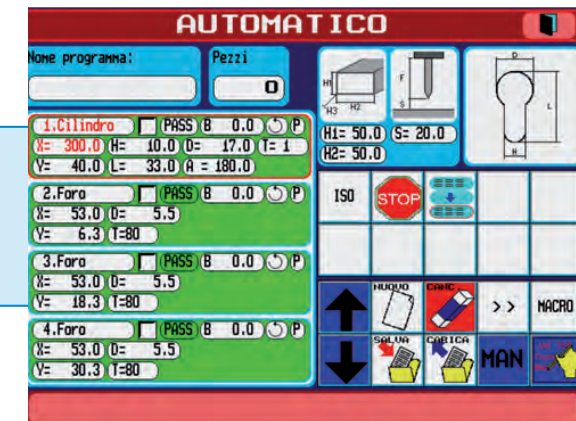 AUTOMATICO
Nome programma:
Pezzi
0
1.Cilindro PASS B 0.0 P
X= 300.0 H= 10.0 D= 17.0 T= 1
Y= 40.0 L= 33.0 A = 180.0
2.Foro PASS B 0.0 P
X= 53.0 D= 5.5
Y= 6.3 T=80
3.Foro PASS B 0.0 P
X= 53.0 D= 5.5
Y= 18.3 T=80
4.Foro PASS B 0.0 P
X= 53.0 D= 5.5
Y= 30.3 T=80
H1
H2
H3
F
S
D
L
H
H1= 50.0 S= 20.0
H2= 50.0
ISO STOP
NUOVO CANC. >> MACRO
SALVA CARICA MAN